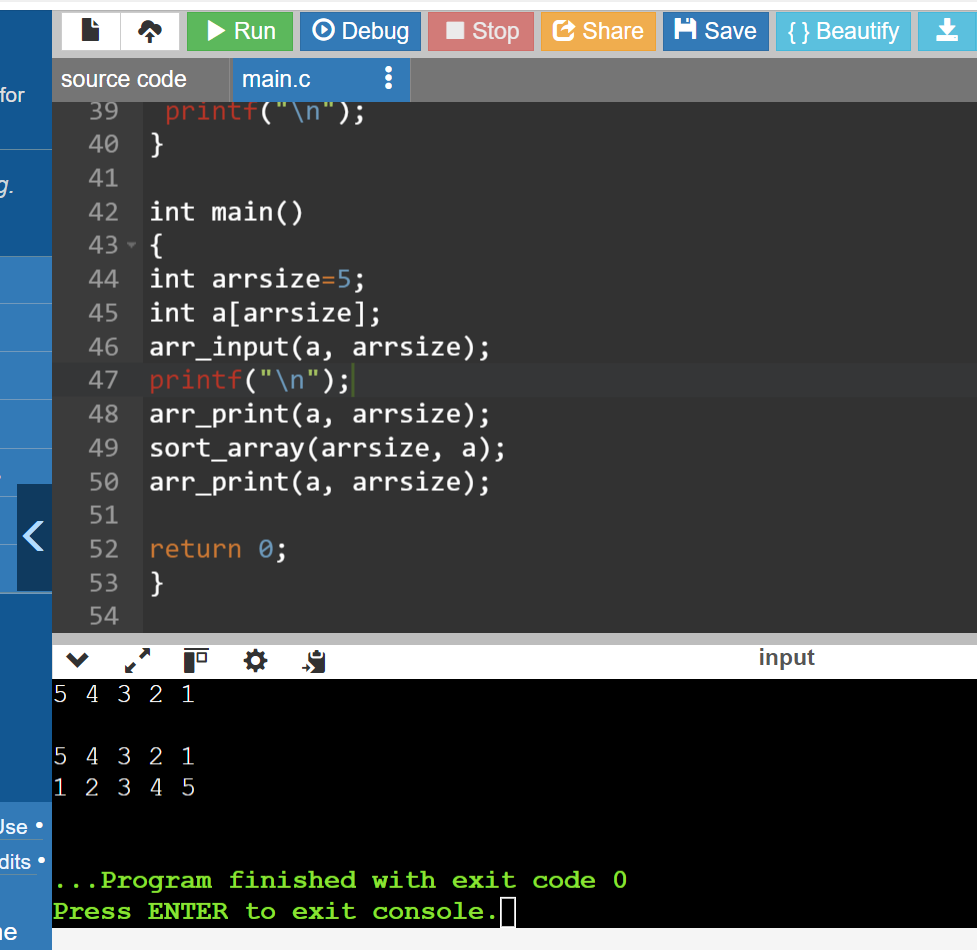 Run Debug Stop Share Save { } Beautify
source code main.c
for
39 printf("\n");
40 }
41
g.
42 int main()
43 {
44 int arrsize=5;
45 int a[arrsize];
46 arr_input(a, arrsize);
47 printf("\n");
48 arr_print(a, arrsize);
49 sort_array(arrsize, a);
50 arr_print(a, arrsize);
51
52 return 0;
53 }
54
input
5 4 3 2 1
5 4 3 2 1
1 2 3 4 5
Use •
dits •
...Program finished with exit code 0
Press ENTER to exit console.
ne